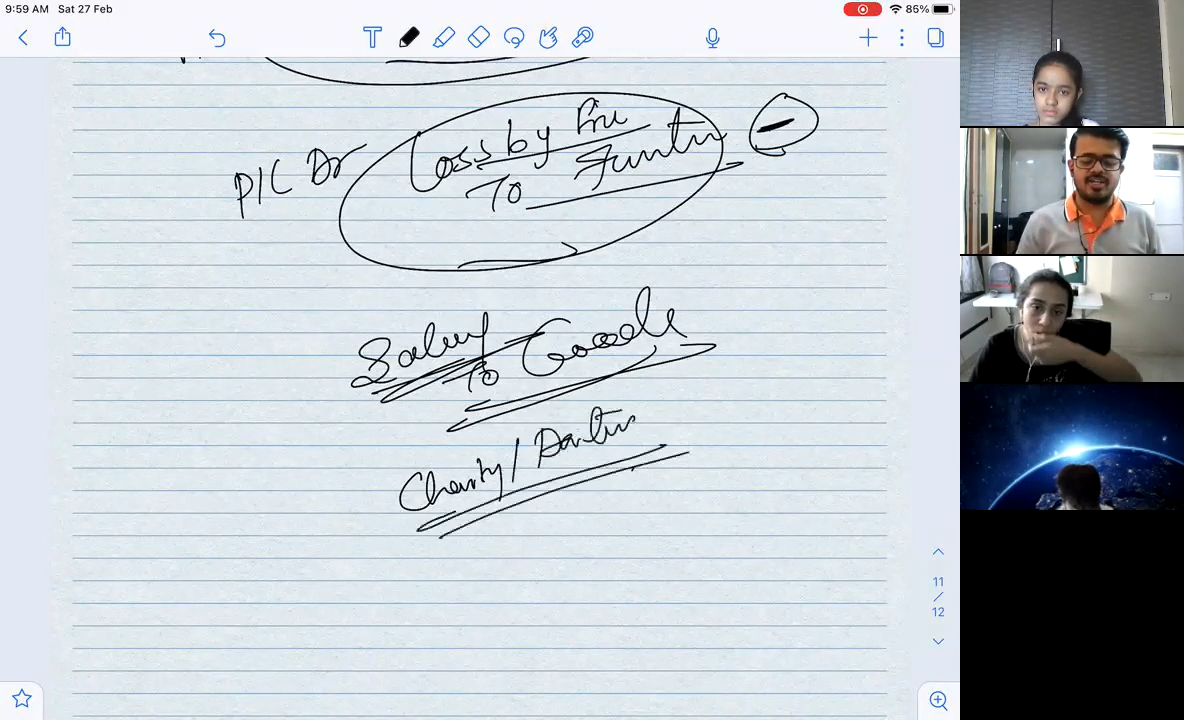 9:59 AM Sat 27 Feb
85%
Loss by Fire
P/C Dr
To Furnitu
Salary
To Goods
Charity/Donation
11
/
12